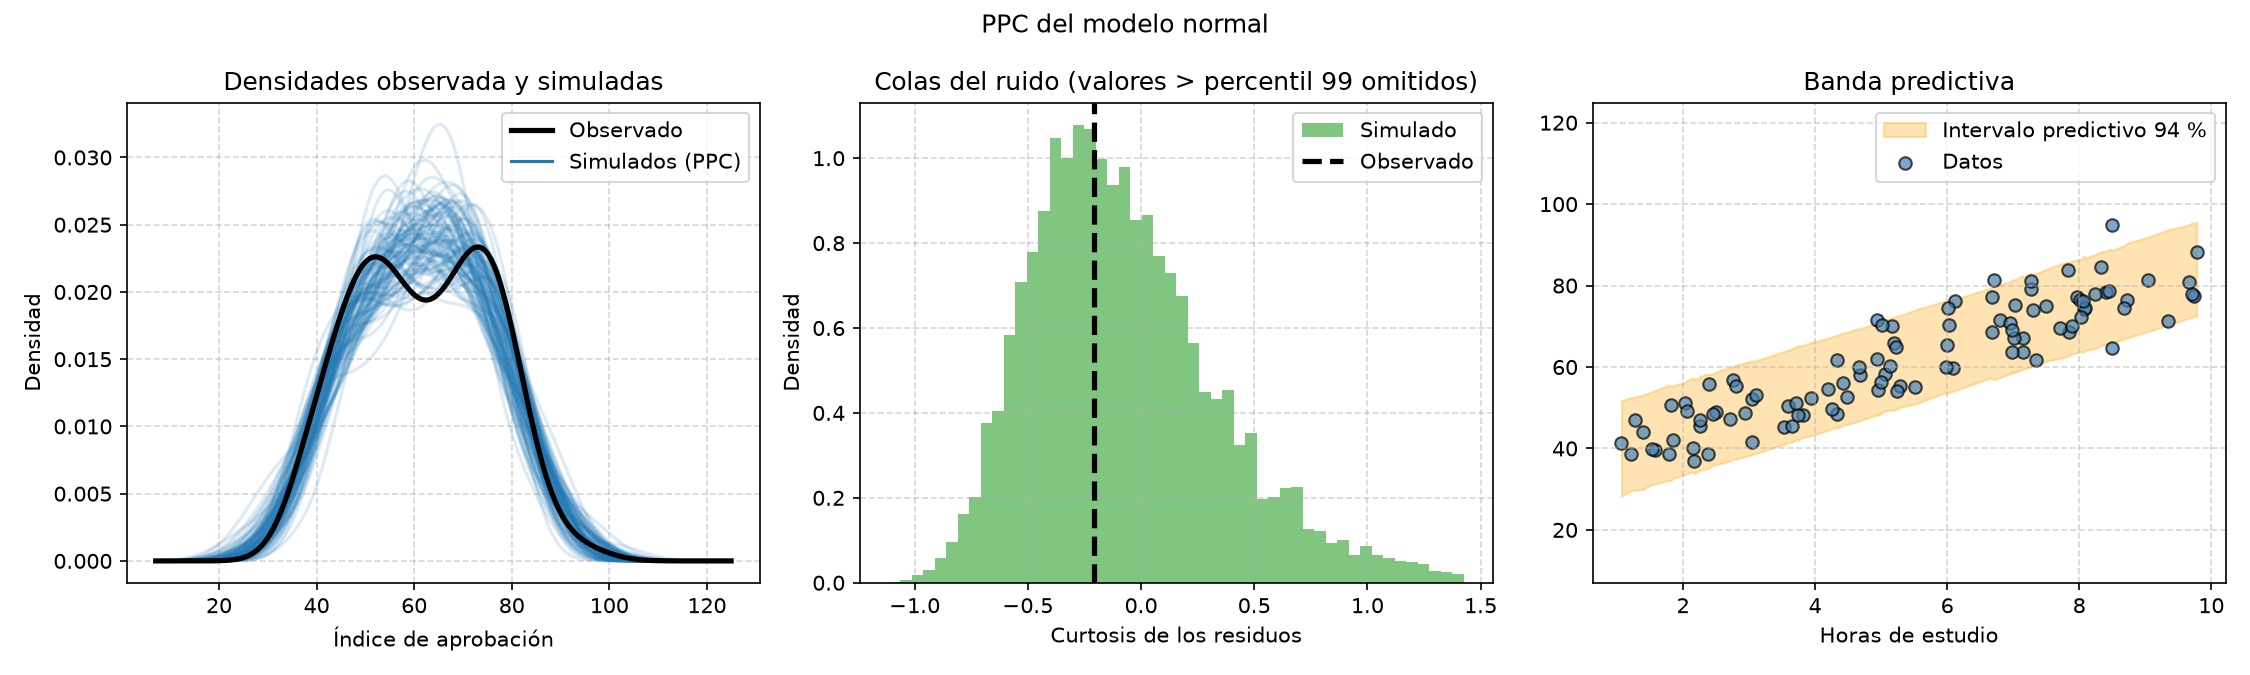 PPC del modelo normal
Densidades observada y simuladas
Observado
Simulados (PPC)
0.030
0.025
0.020
0.015
0.010
0.005
0.000
Densidad
20 40 60 80 100 120
Índice de aprobación
Colas del ruido (valores > percentil 99 omitidos)
Simulado
Observado
1.0
0.8
0.6
0.4
0.2
0.0
Densidad
−1.0 −0.5 0.0 0.5 1.0 1.5
Curtosis de los residuos
Banda predictiva
Intervalo predictivo 94 %
Datos
120
100
80
60
40
20
2 4 6 8 10
Horas de estudio